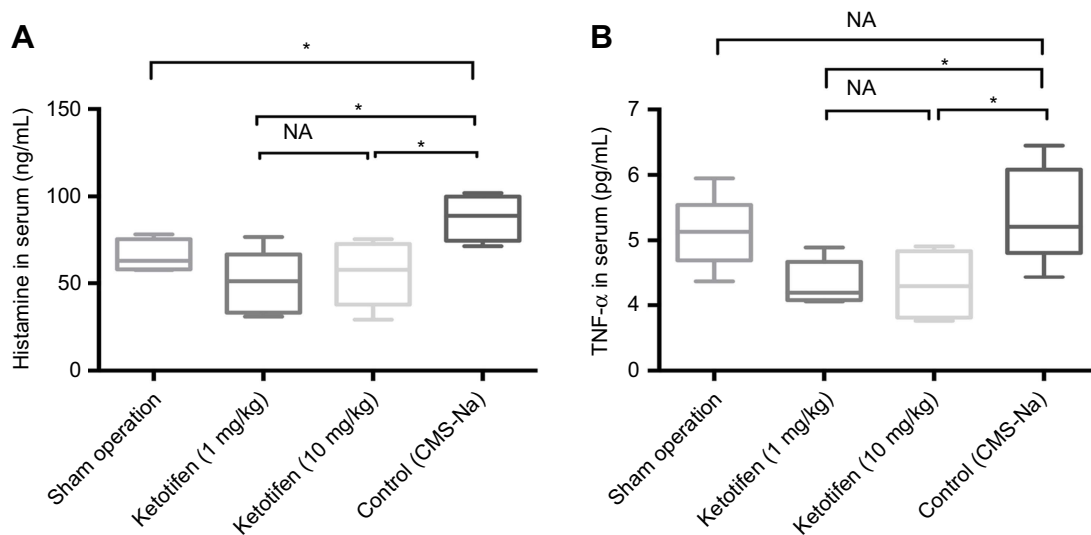 A
*
*
NA
*
Histamine in serum (ng/mL)
150
100
50
0
Sham operation
Ketotifen (1 mg/kg)
Ketotifen (10 mg/kg)
Control (CMS-Na)
B
NA
*
NA
*
TNF-α in serum (pg/mL)
7
6
5
4
0
Sham operation
Ketotifen (1 mg/kg)
Ketotifen (10 mg/kg)
Control (CMS-Na)